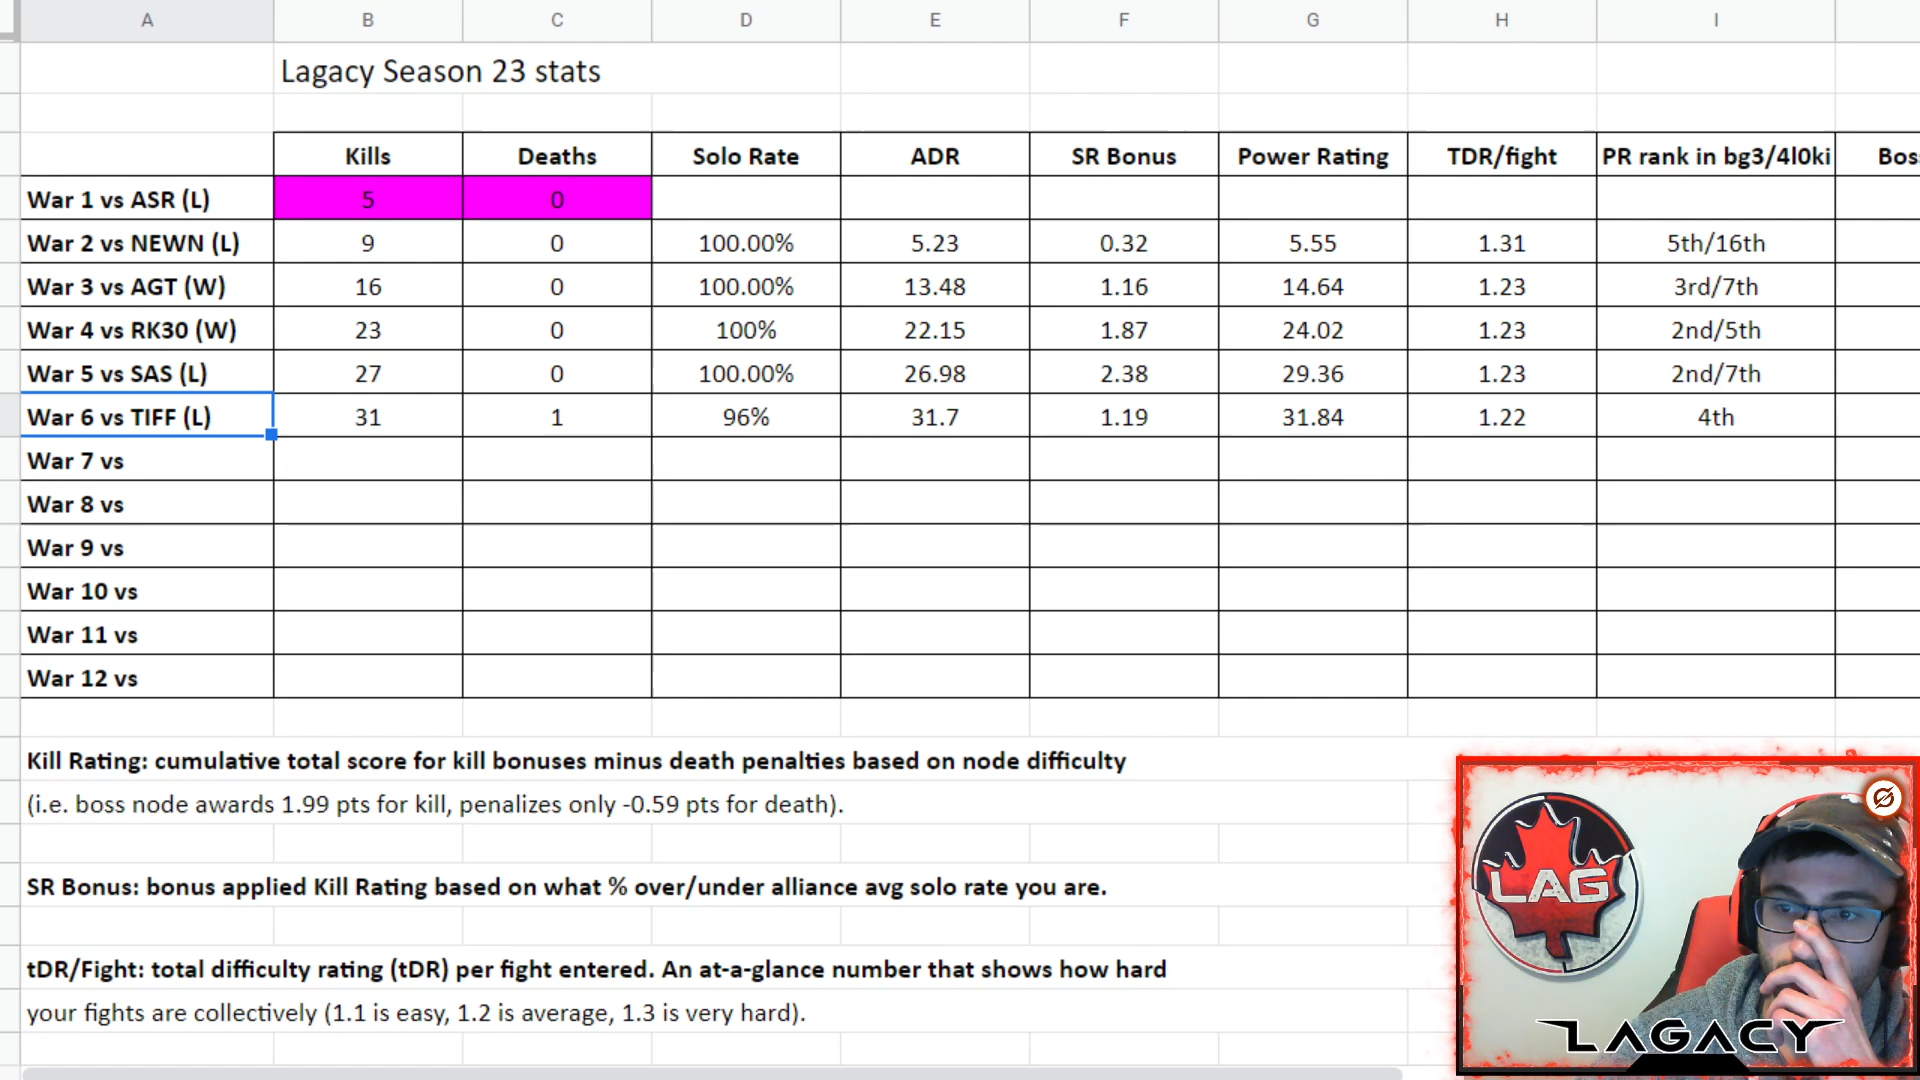 A B C D E F G H I
Lagacy Season 23 stats
Kills Deaths Solo Rate ADR SR Bonus Power Rating TDR/fight PR rank in bg3/4l0ki Bos
War 1 vs ASR (L) 5 0
War 2 vs NEWN (L) 9 0 100.00% 5.23 0.32 5.55 1.31 5th/16th
War 3 vs AGT (W) 16 0 100.00% 13.48 1.16 14.64 1.23 3rd/7th
War 4 vs RK30 (W) 23 0 100% 22.15 1.87 24.02 1.23 2nd/5th
War 5 vs SAS (L) 27 0 100.00% 26.98 2.38 29.36 1.23 2nd/7th
War 6 vs TIFF (L) 31 1 96% 31.7 1.19 31.84 1.22 4th
War 7 vs
War 8 vs
War 9 vs
War 10 vs
War 11 vs
War 12 vs
Kill Rating: cumulative total score for kill bonuses minus death penalties based on node difficulty
(i.e. boss node awards 1.99 pts for kill, penalizes only -0.59 pts for death).
SR Bonus: bonus applied Kill Rating based on what % over/under alliance avg solo rate you are.
tDR/Fight: total difficulty rating (tDR) per fight entered. An at-a-glance number that shows how hard
your fights are collectively (1.1 is easy, 1.2 is average, 1.3 is very hard).
LAG
LAGACY